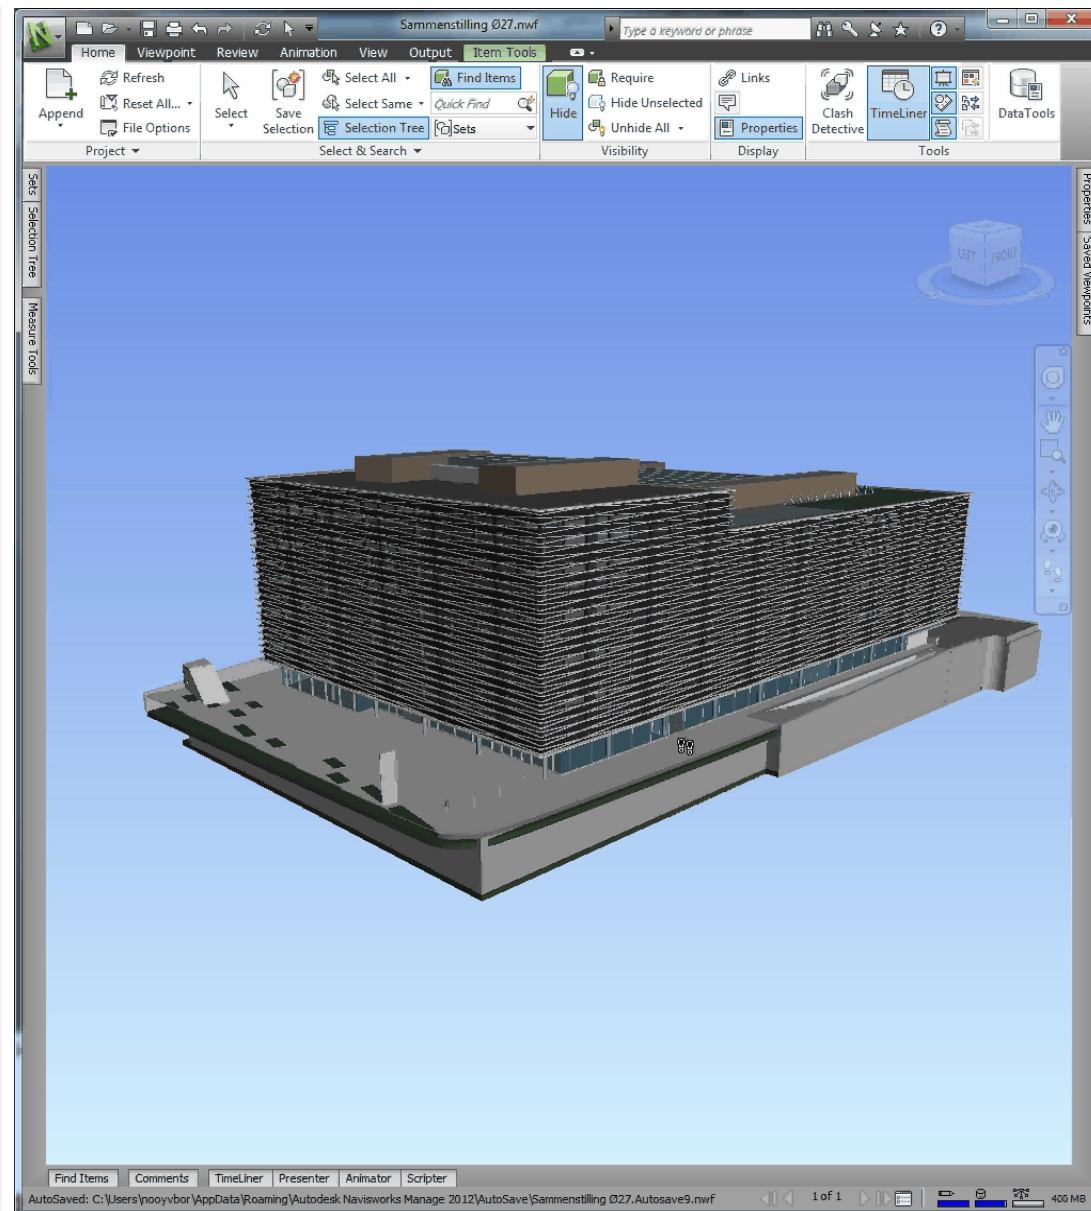 Sammenstilling Ø27.nwf
Type a keyword or phrase
Home Viewpoint Review Animation View Output Item Tools
Append
Refresh
Reset All...
File Options
Project
Select
Save Selection
Select All
Select Same
Selection Tree
Find Items
Quick Find
Sets
Select & Search
Hide
Require
Hide Unselected
Unhide All
Visibility
Links
Properties
Display
Clash Detective
TimeLiner
DataTools
Tools
Sets
Selection Tree
Measure Tools
Properties
Saved Viewpoints
LEFT
FRONT
Find Items Comments TimeLiner Presenter Animator Scripter
AutoSaved: C:\Users\nooyvbor\AppData\Roaming\Autodesk Navisworks Manage 2012\AutoSave\Sammenstilling Ø27.Autosave9.nwf
1 of 1
400 MB